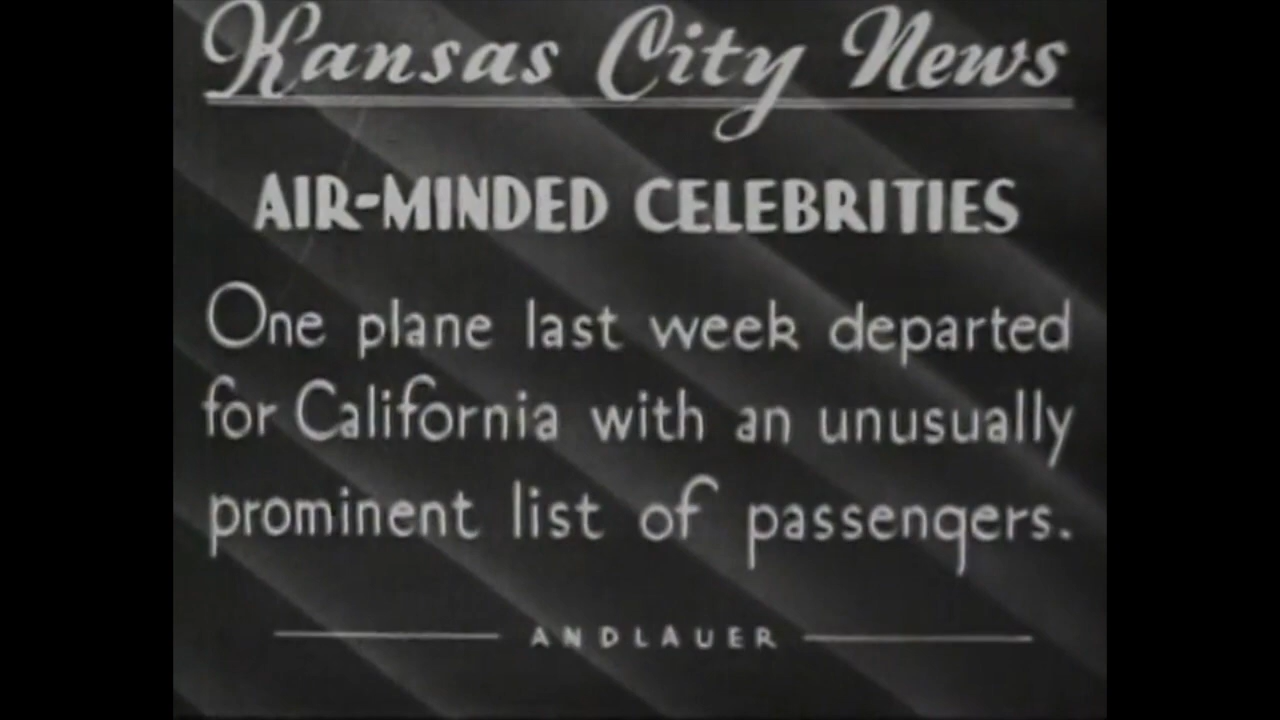 Kansas City News
AIR-MINDED CELEBRITIES
One plane last week departed
for California with an unusually
prominent list of passengers.
ANDLAUER